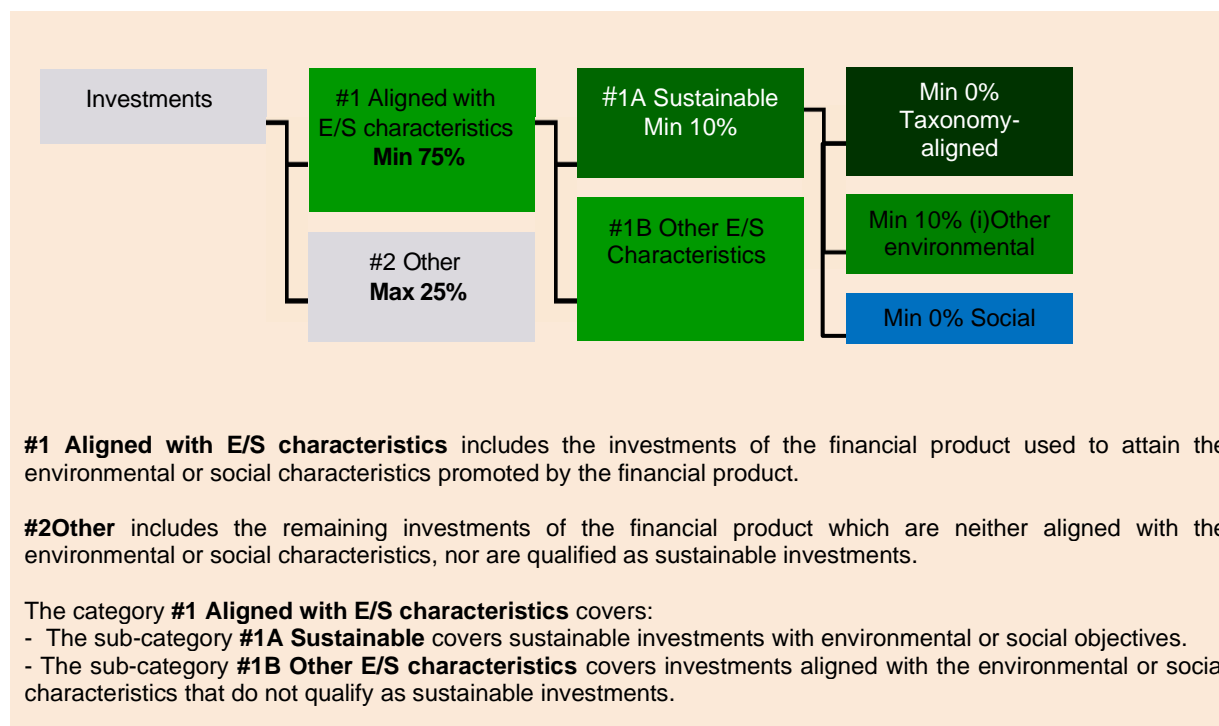 Investments
#1 Aligned with
E/S characteristics
Min 75%
#2 Other
Max 25%
#1A Sustainable
Min 10%
#1B Other E/S
Characteristics
Min 0%
Taxonomy-
aligned
Min 10% (i)Other
environmental
Min 0% Social
#1 Aligned with E/S characteristics includes the investments of the financial product used to attain the
environmental or social characteristics promoted by the financial product.
#2Other includes the remaining investments of the financial product which are neither aligned with the
environmental or social characteristics, nor are qualified as sustainable investments.
The category #1 Aligned with E/S characteristics covers:
- The sub-category #1A Sustainable covers sustainable investments with environmental or social objectives.
- The sub-category #1B Other E/S characteristics covers investments aligned with the environmental or social
characteristics that do not qualify as sustainable investments.